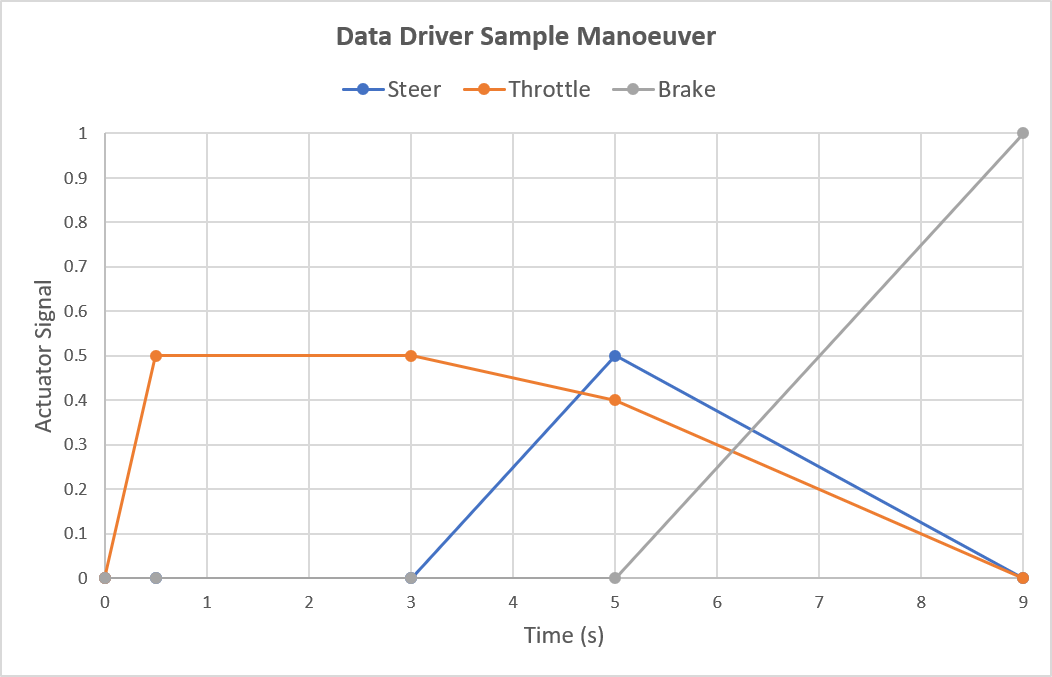 Data Driver Sample Manoeuver
Steer Throttle Brake
1
0.9
0.8
0.7
0.6
0.5
0.4
0.3
0.2
0.1
0
Actuator Signal
0 1 2 3 4 5 6 7 8 9
Time (s)